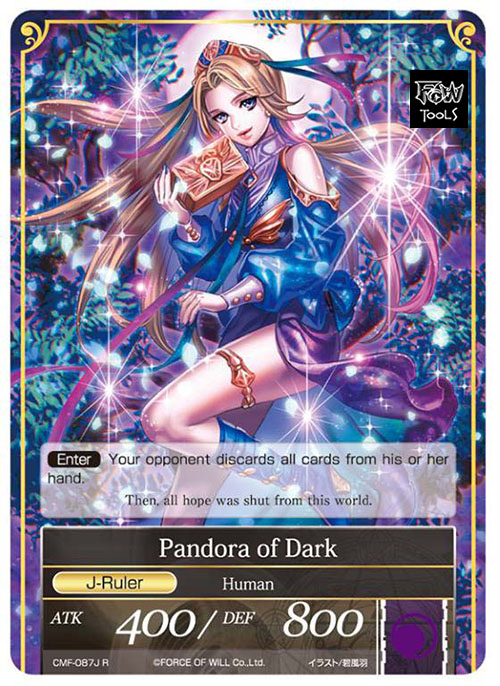 FOW
TOOLS
Enter Your opponent discards all cards from his or her
hand.
Then, all hope was shut from this world.
Pandora of Dark
J-Ruler Human
ATK 400 / DEF 800
CMF-087J R ©FORCE OF WILL Co.,Ltd. イラスト/碧風羽